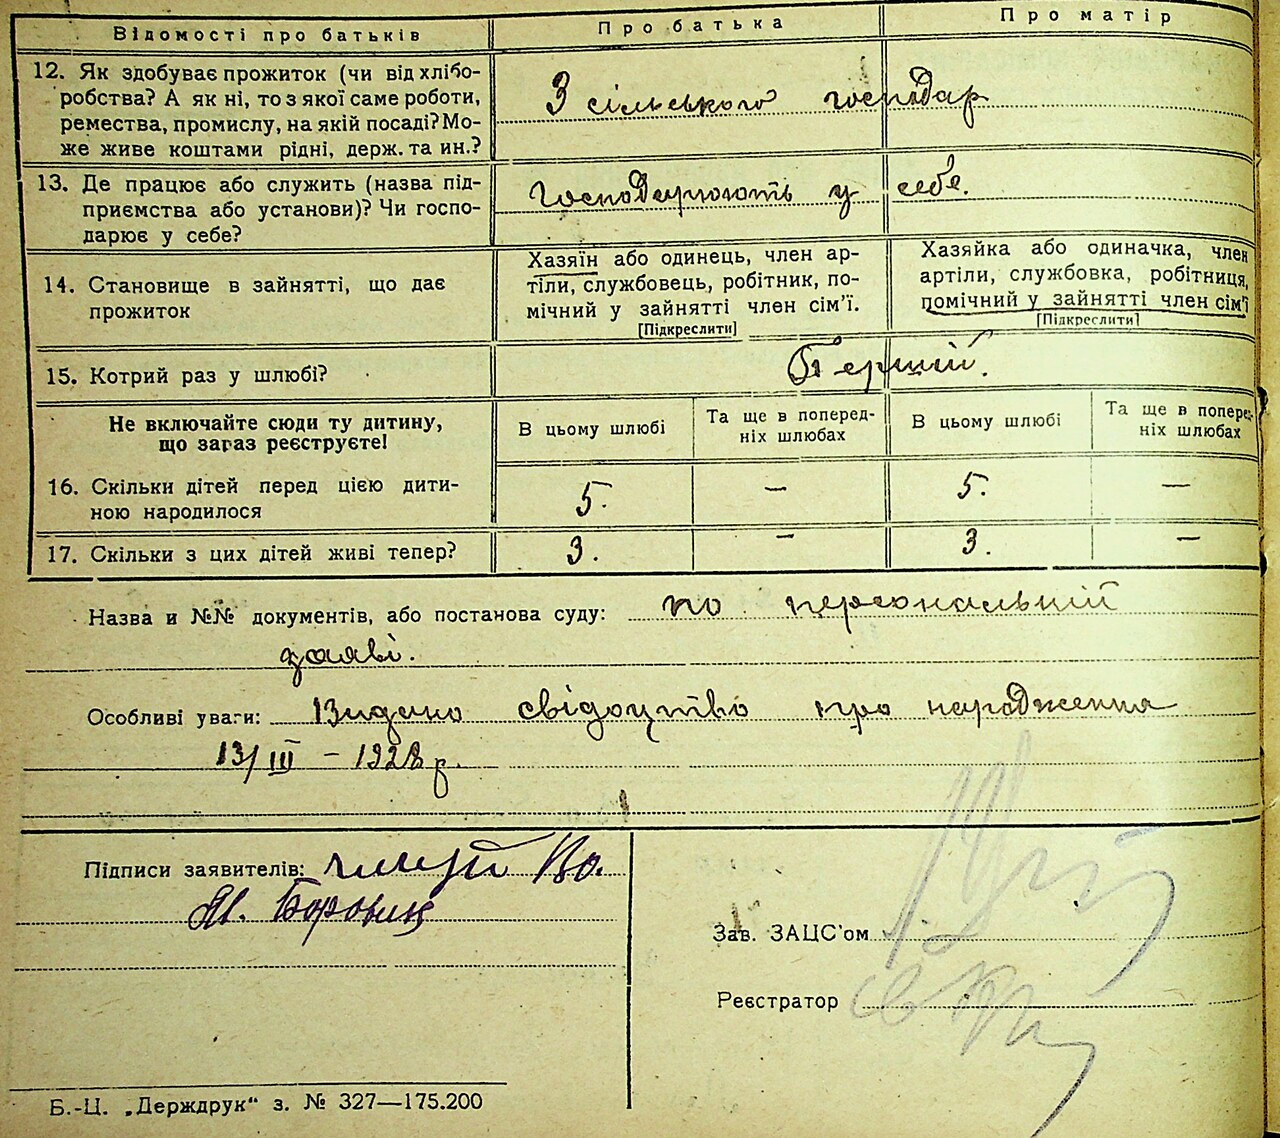 Відомості про батьків
Про батька
Про матір
12. Як здобуває прожиток (чи від хлібо-
робства? А як ні, то з якої саме роботи,
ремества, промислу, на якій посаді? Мо-
же живе коштами рідні, держ. та ин.?
З сільського господар
13. Де працює або служить (назва під-
приємства або установи)? Чи госпо-
дарює у себе?
Господарюють у себе.
14. Становище в зайнятті, що дає
прожиток
Хазяїн або одинець, член ар-
тіли, службовець, робітник, по-
мічний у зайнятті член сім'ї.
[Підкреслити]
Хазяйка або одиначка, член
артіли, службовка, робітниця,
помічний у зайнятті член сім'ї
[Підкреслити]
15. Котрий раз у шлюбі?
Перший.
Не включайте сюди ту дитину,
що зараз реєструєте!
В цьому шлюбі
Та ще в поперед-
ніх шлюбах
В цьому шлюбі
Та ще в поперед-
ніх шлюбах
16. Скільки дітей перед цією дити-
ною народилося
5. — 5. —
17. Скільки з цих дітей живі тепер?
3. — 3. —
Назва и №№ документів, або постанова суду: по персональній
заяві.
Особливі уваги: Видано свідоцтво про народження
13/III – 1928 р.
Підписи заявителів:
Зав. ЗАЦС'ом
Реєстратор
Б.-Ц. „Держдрук“ з. № 327—175.200